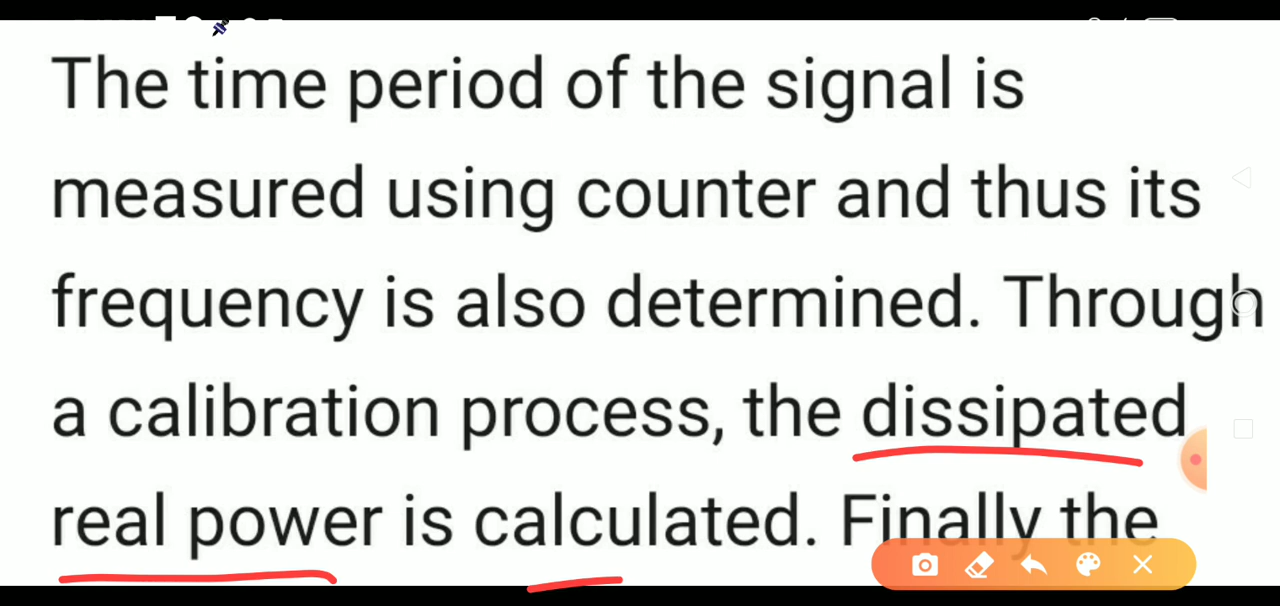 The time period of the signal is
measured using counter and thus its
frequency is also determined. Through
a calibration process, the dissipated
real power is calculated. Finally the